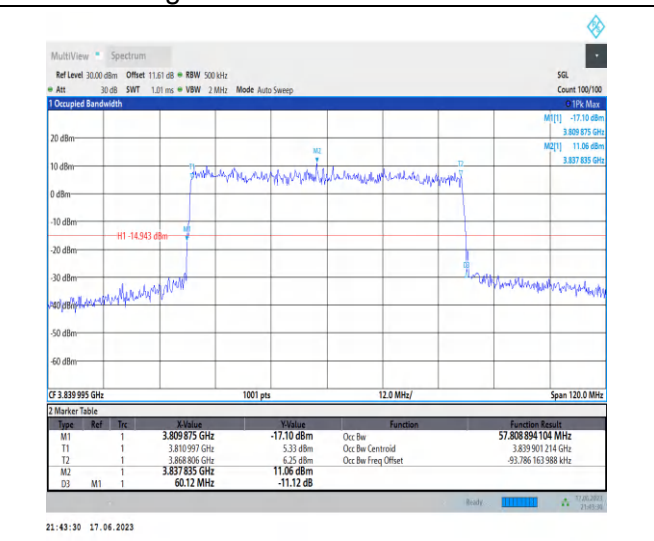 MultiView Spectrum
Ref Level 30.00 dBm Offset 11.61 dB RBW 500 kHz SGL
Att 30 dB SWT 1.01 ms VBW 2 MHz Mode Auto Sweep Count 100/100
1 Occupied Bandwidth 1Pk Max
M1[1] -17.10 dBm
3.809 875 GHz
M2[1] 11.06 dBm
3.837 835 GHz
20 dBm
M2
T1
T2
10 dBm
0 dBm
-10 dBm
M1
H1 -14.943 dBm
-20 dBm
D3
-30 dBm
-40 dBm
-50 dBm
-60 dBm
CF 3.839 995 GHz 1001 pts 12.0 MHz/ Span 120.0 MHz
2 Marker Table
Type Ref Trc X-Value Y-Value Function Function Result
M1 1 3.809 875 GHz -17.10 dBm Occ Bw 57.808 894 104 MHz
T1 1 3.810 997 GHz 5.33 dBm Occ Bw Centroid 3.839 901 214 GHz
T2 1 3.868 806 GHz 6.25 dBm Occ Bw Freq Offset -93.786 163 988 kHz
M2 1 3.837 835 GHz 11.06 dBm
D3 M1 1 60.12 MHz -11.12 dB
Ready
21:43:30 17.06.2023